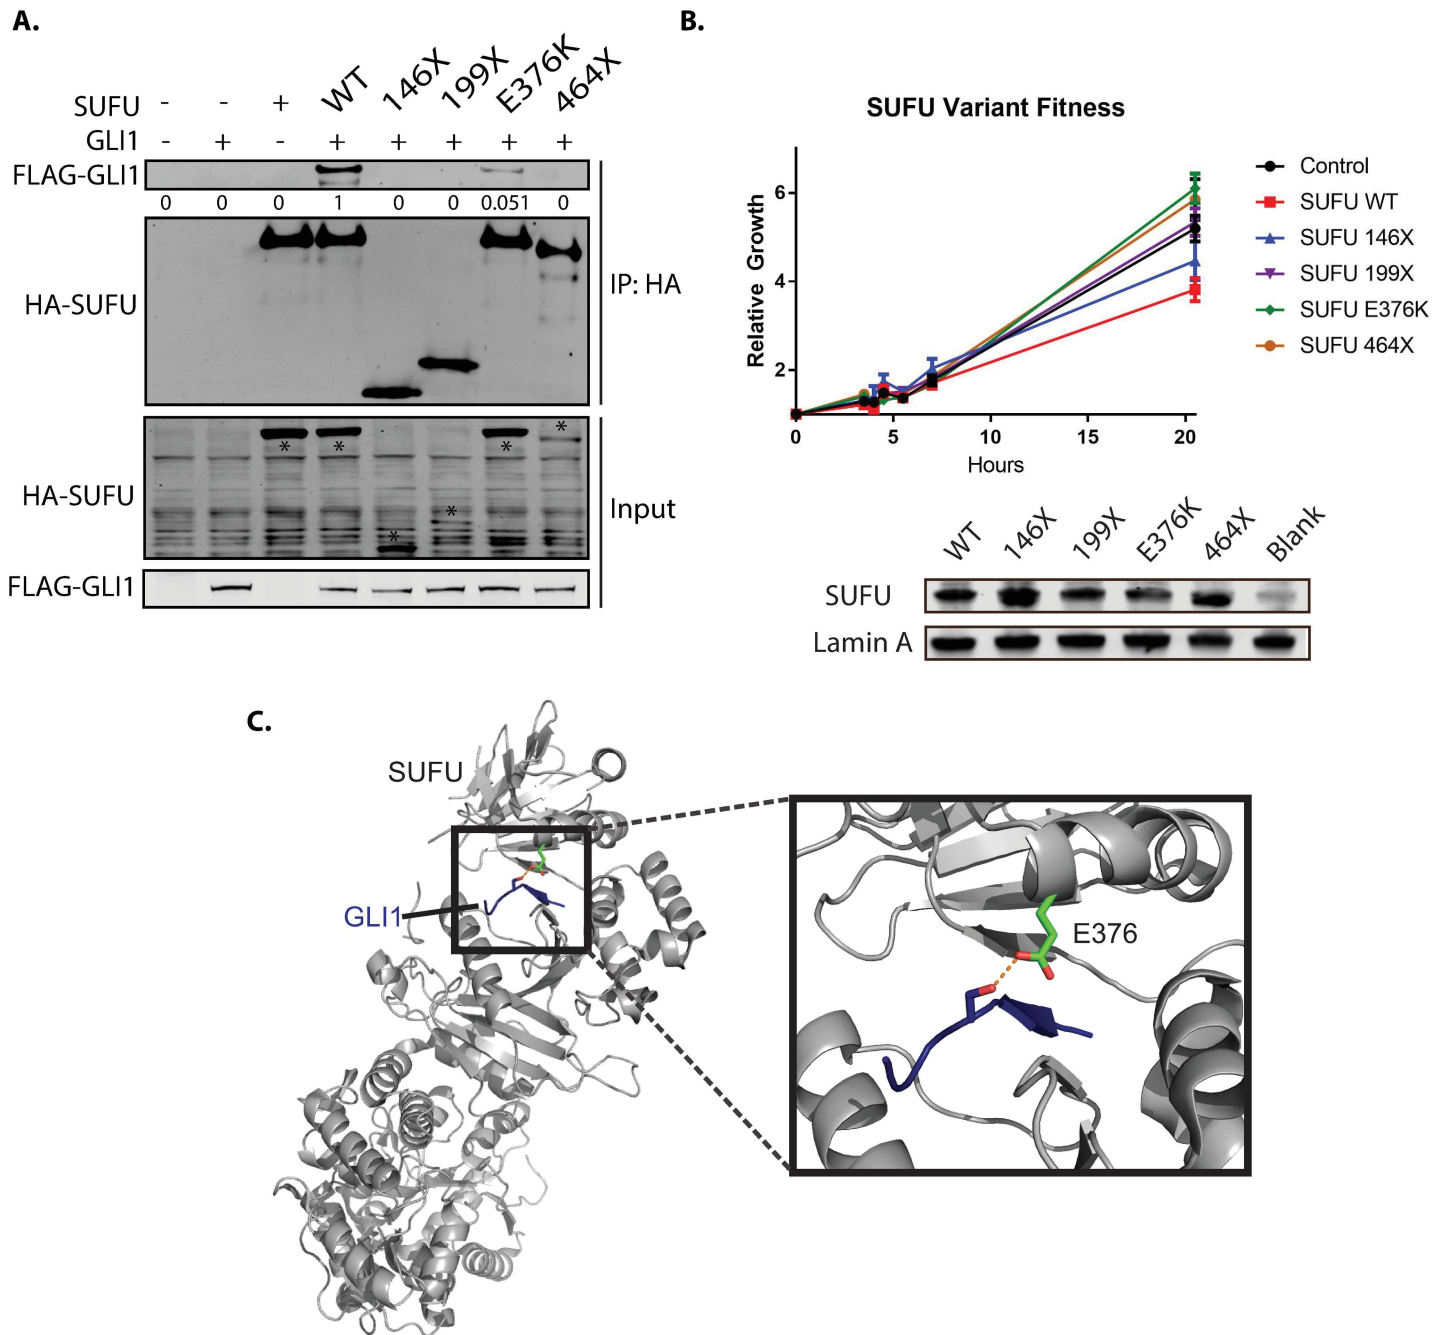 A.
SUFU - - + WT 146X 199X E376K 464X
GLI1 - + - + + + + +
FLAG-GLI1
0 0 0 1 0 0 0.051 0
HA-SUFU
IP: HA
* * * *
HA-SUFU
* *
Input
FLAG-GLI1
B.
SUFU Variant Fitness
Relative Growth
6
4
2
0 5 10 15 20
Hours
Control
SUFU WT
SUFU 146X
SUFU 199X
SUFU E376K
SUFU 464X
WT 146X 199X E376K 464X Blank
SUFU
Lamin A
C.
SUFU
GLI1
E376